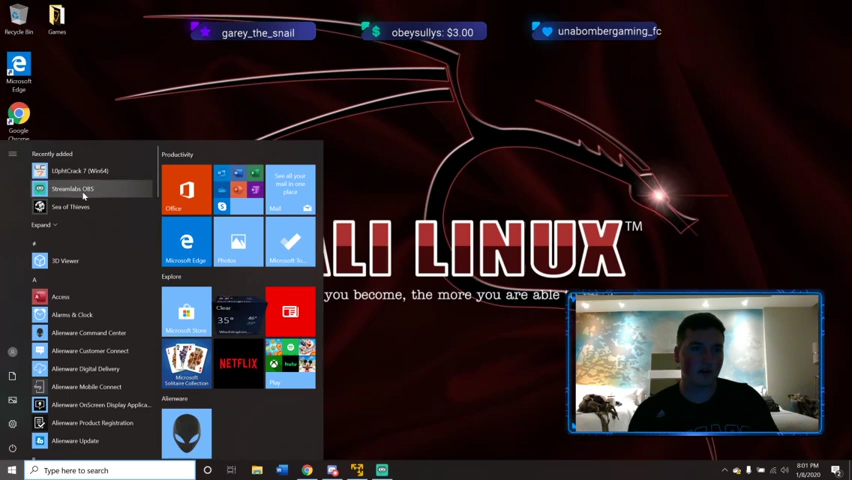 garey_the_snail
obeysullys: $3.00
unabombergaming_fc
Recycle Bin
Games
Microsoft
Edge
Google
Chrome
Recently added
L0phtCrack 7 (Win64)
Streamlabs OBS
Sea of Thieves
Expand
#
3D Viewer
A
Access
Alarms & Clock
Alienware Command Center
Alienware Customer Connect
Alienware Digital Delivery
Alienware Mobile Connect
Alienware OnScreen Display Applica...
Alienware Product Registration
Alienware Update
Productivity
Office
See all your
mail in one
place
Mail
Microsoft Edge
Photos
Microsoft To...
Explore
Microsoft Store
Clear
35°
Microsoft
Solitaire Collection
NETFLIX
hulu
Play
Alienware
ALI LINUX™
you become, the more you are able
Type here to search
8:01 PM
1/8/2020
2